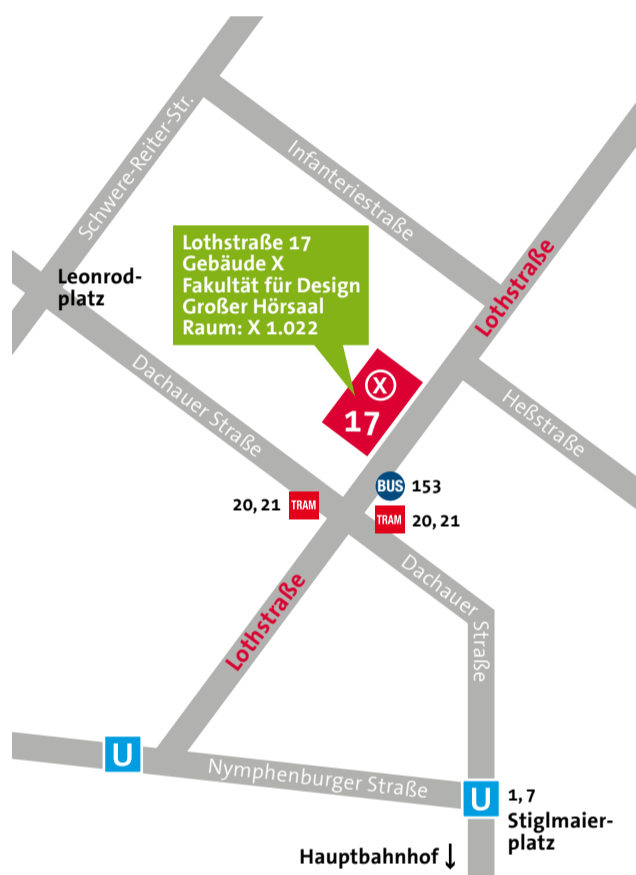 Schwere-Reiter-Str.
Infanteriestraße
Lothstraße 17
Gebäude X
Fakultät für Design
Großer Hörsaal
Raum: X 1.022
Lothstraße
Leonrod-
platz
X
17
Dachauer Straße
Heßstraße
BUS 153
20, 21 TRAM
TRAM 20, 21
Dachauer
Straße
Lothstraße
U
Nymphenburger Straße
U 1, 7
Stiglmaier-
platz
Hauptbahnhof ↓